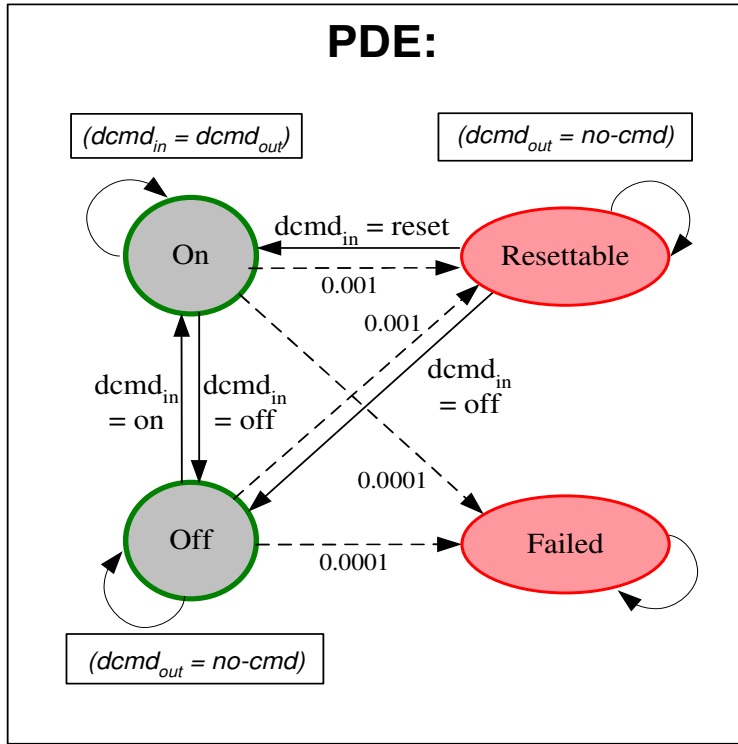 PDE:
(dcmd_in = dcmd_out)
(dcmd_out = no-cmd)
dcmd_in = reset
On
Resettable
0.001
0.001
dcmd_in
= on
dcmd_in
= off
dcmd_in
= off
0.0001
Off
Failed
0.0001
(dcmd_out = no-cmd)